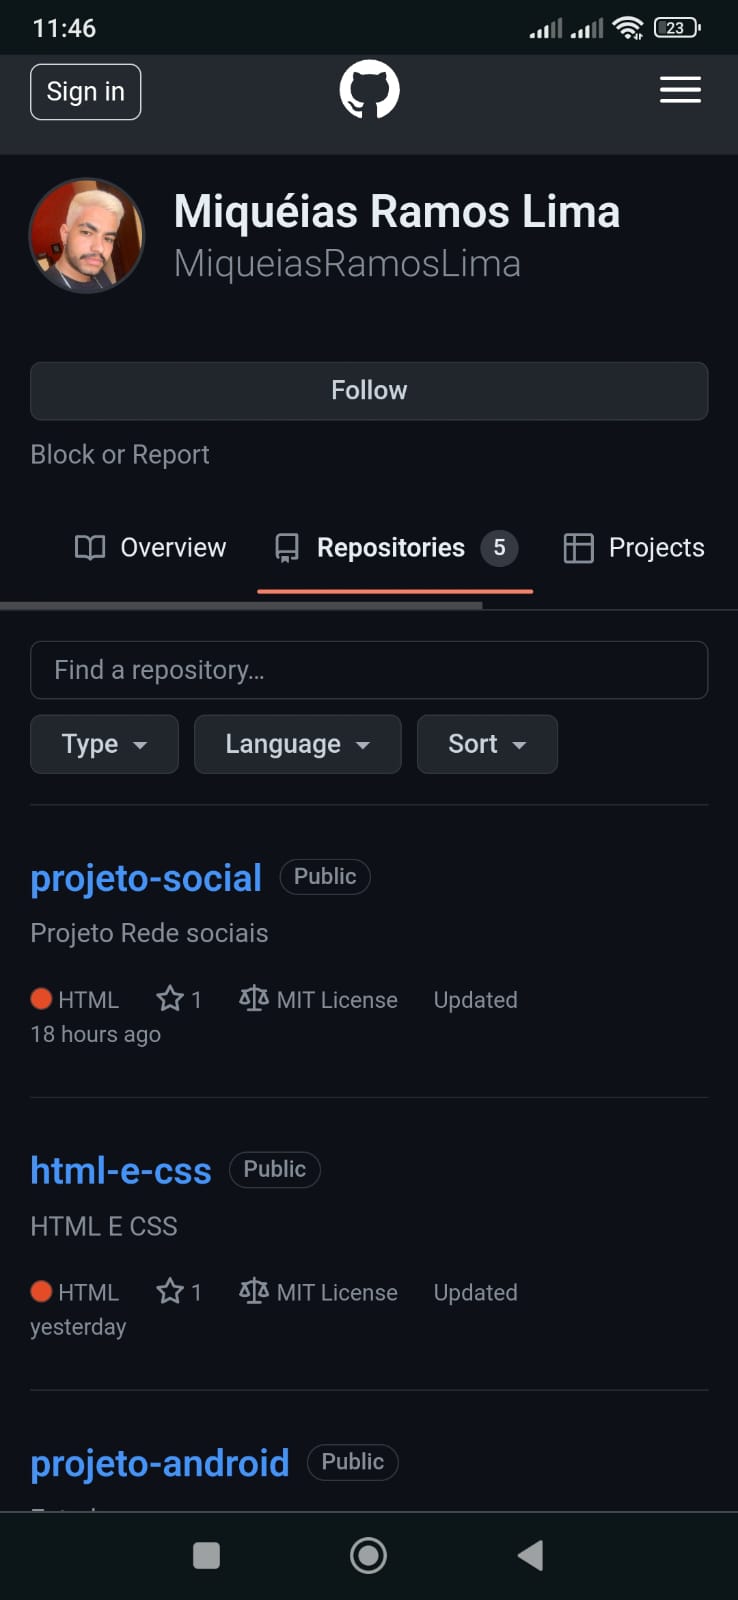 11:46
23
Sign in
Miquéias Ramos Lima
MiqueiasRamosLima
Follow
Block or Report
Overview Repositories 5 Projects
Find a repository...
Type Language Sort
projeto-social Public
Projeto Rede sociais
HTML 1 MIT License Updated
18 hours ago
html-e-css Public
HTML E CSS
HTML 1 MIT License Updated
yesterday
projeto-android Public